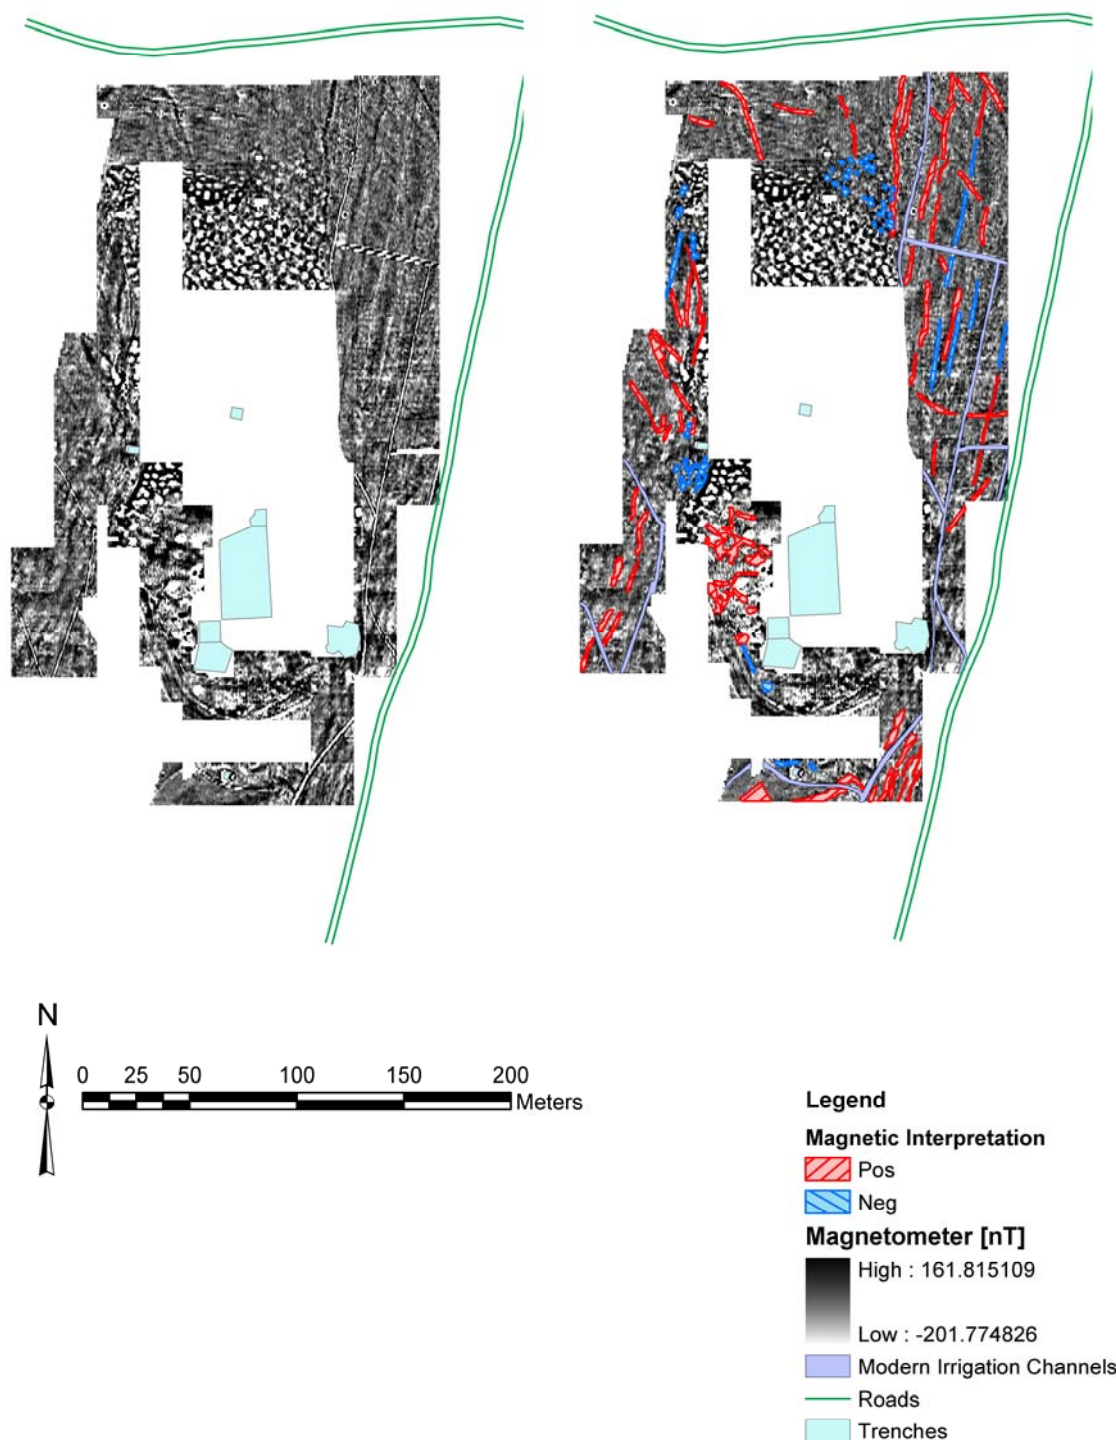 N
0 25 50 100 150 200
Meters
Legend
Magnetic Interpretation
Pos
Neg
Magnetometer [nT]
High : 161.815109
Low : -201.774826
Modern Irrigation Channels
Roads
Trenches